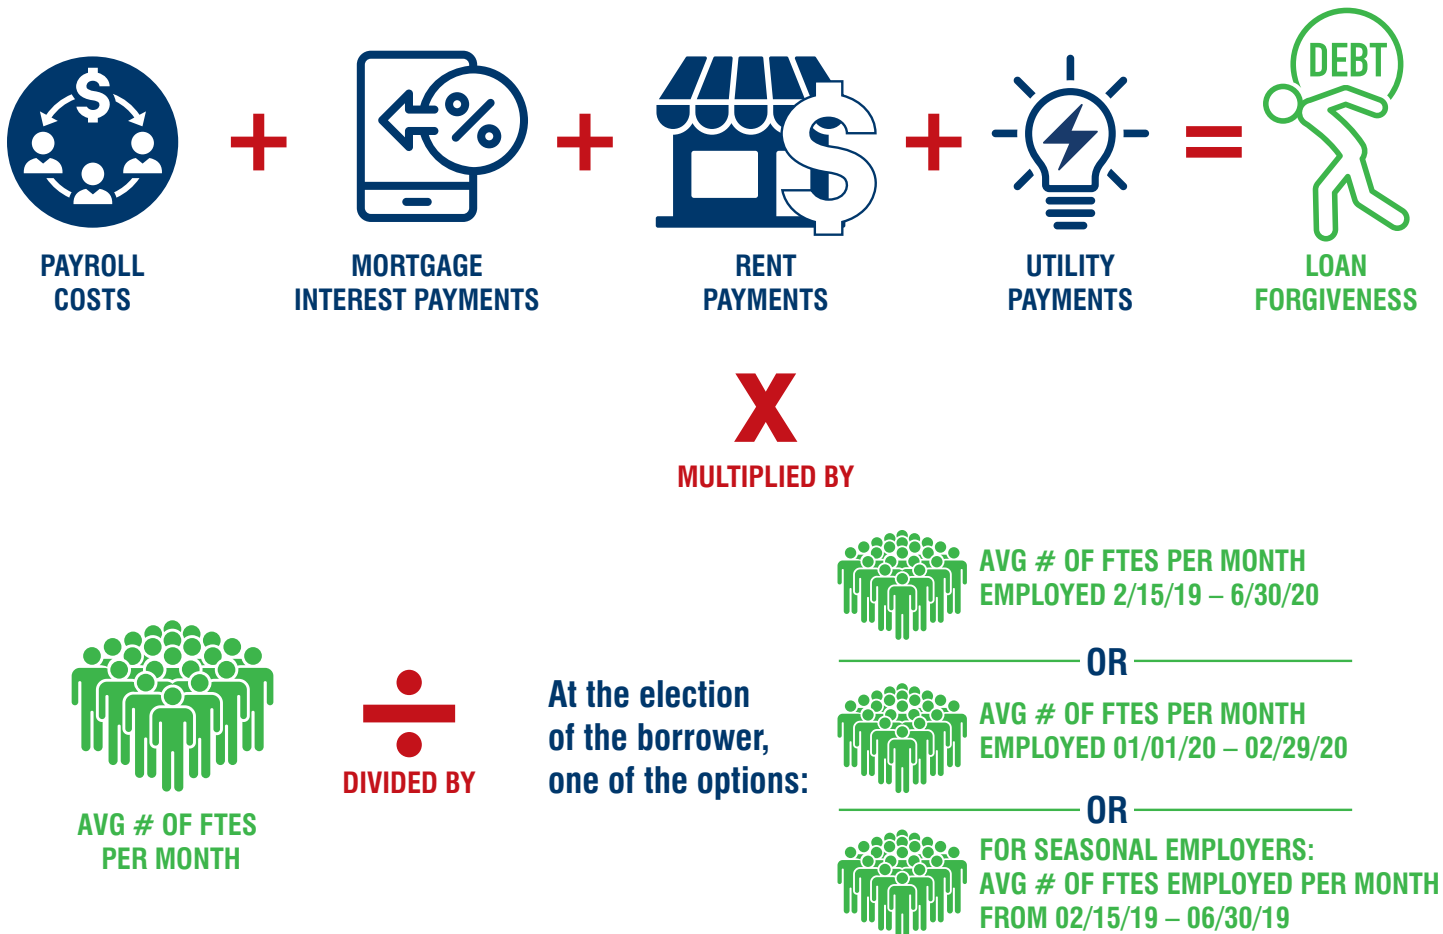 DEBT
PAYROLL
COSTS
MORTGAGE
INTEREST PAYMENTS
RENT
PAYMENTS
UTILITY
PAYMENTS
LOAN
FORGIVENESS
X
MULTIPLIED BY
AVG # OF FTES
PER MONTH
DIVIDED BY
At the election
of the borrower,
one of the options:
AVG # OF FTES PER MONTH
EMPLOYED 2/15/19 – 6/30/20
OR
AVG # OF FTES PER MONTH
EMPLOYED 01/01/20 – 02/29/20
OR
FOR SEASONAL EMPLOYERS:
AVG # OF FTES EMPLOYED PER MONTH
FROM 02/15/19 – 06/30/19